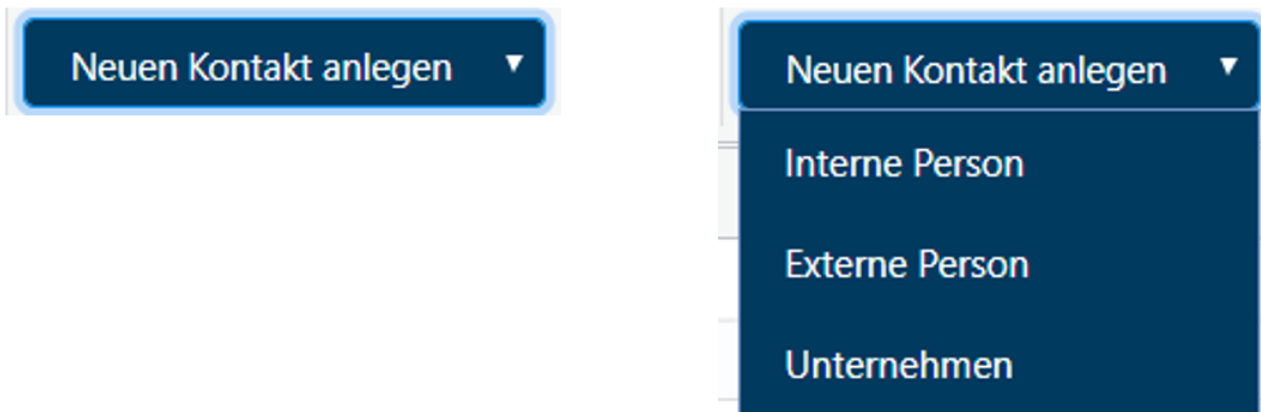 Neuen Kontakt anlegen ▼
Neuen Kontakt anlegen ▼
Interne Person
Externe Person
Unternehmen